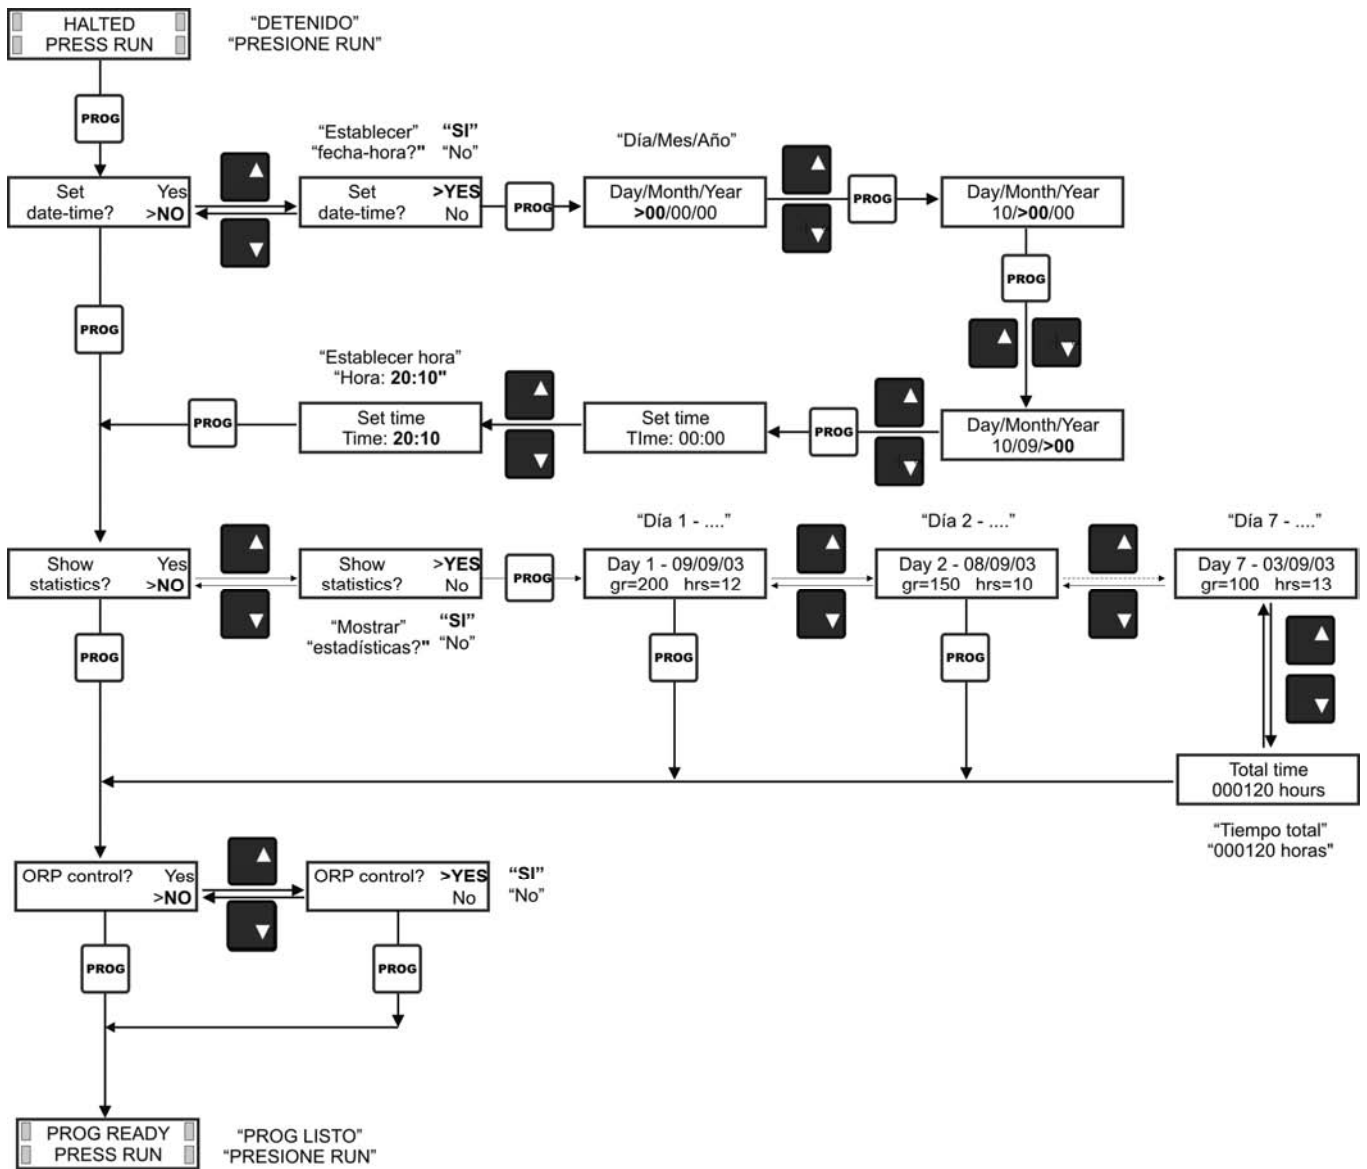 HALTED
PRESS RUN
“DETENIDO”
“PRESIONE RUN”
PROG
“Establecer” “SI”
“fecha-hora?" “No”
“Día/Mes/Año”
Set Yes
date-time? >NO
Set >YES
date-time? No
PROG
Day/Month/Year
>00/00/00
PROG
Day/Month/Year
10/>00/00
PROG
PROG
“Establecer hora”
“Hora: 20:10"
PROG
Set time
Time: 20:10
Set time
TIme: 00:00
PROG
Day/Month/Year
10/09/>00
“Día 1 - ....”
“Día 2 - ....”
“Día 7 - ....”
Show Yes
statistics? >NO
Show >YES
statistics? No
PROG
Day 1 - 09/09/03
gr=200 hrs=12
Day 2 - 08/09/03
gr=150 hrs=10
Day 7 - 03/09/03
gr=100 hrs=13
“Mostrar” “SI”
“estadísticas?" “No”
PROG
PROG
PROG
Total time
000120 hours
“Tiempo total”
“000120 horas"
ORP control? Yes
>NO
ORP control? >YES
No
“SI”
“No”
PROG
PROG
PROG READY
PRESS RUN
“PROG LISTO”
“PRESIONE RUN”